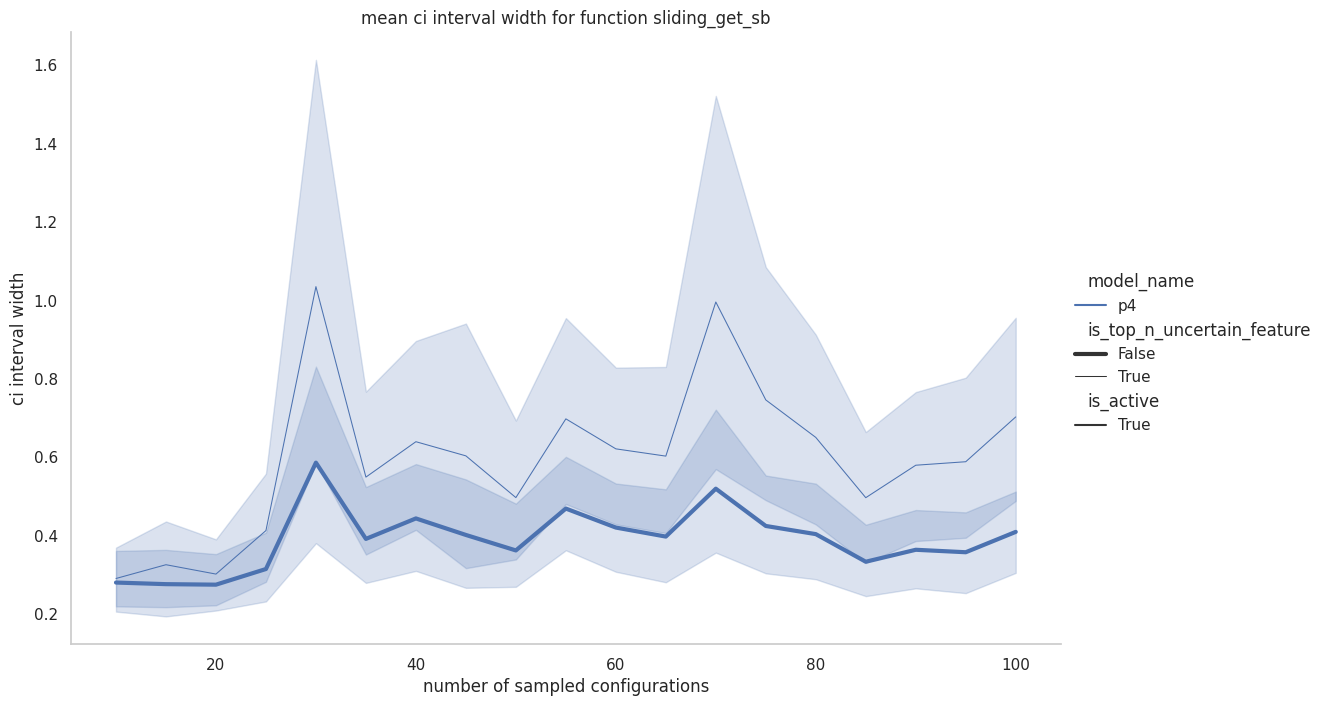 mean ci interval width for function sliding_get_sb
ci interval width
1.6
1.4
1.2
1.0
0.8
0.6
0.4
0.2
20
40
60
80
100
number of sampled configurations
model_name
p4
is_top_n_uncertain_feature
False
True
is_active
True